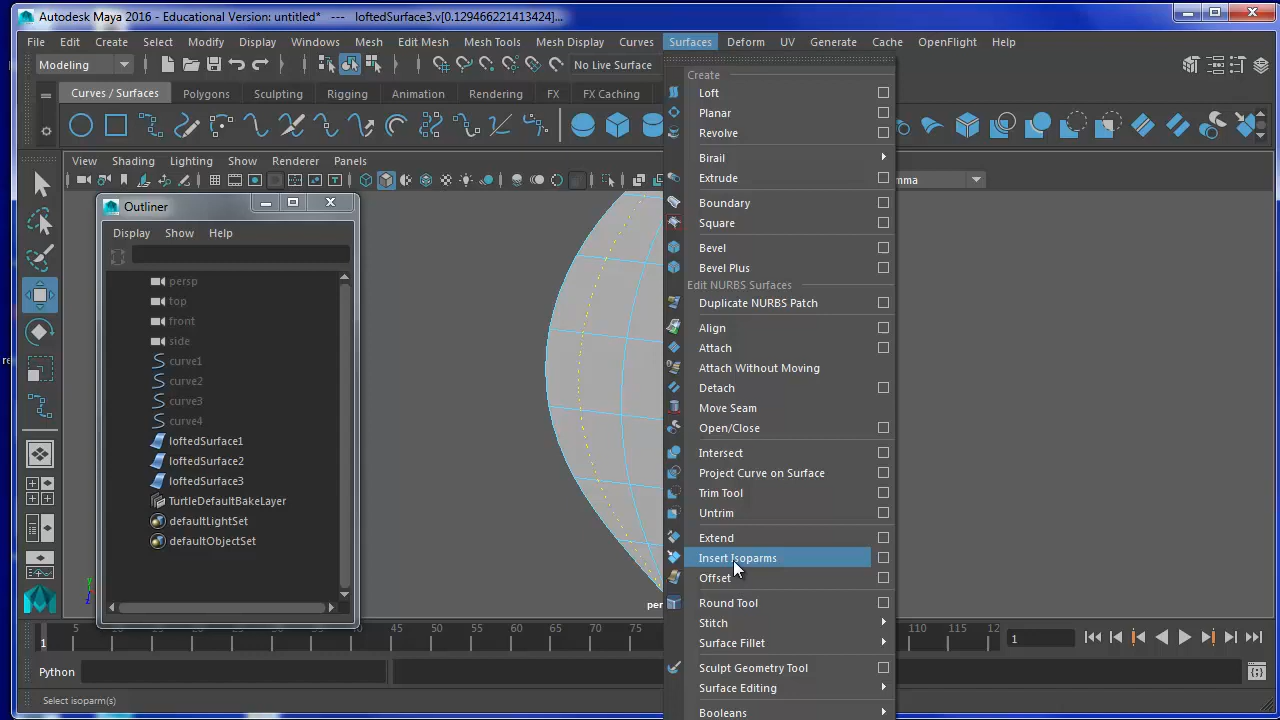 Autodesk Maya 2016 - Educational Version: untitled* --- loftedSurface3.v[0.129466221413424]...
File Edit Create Select Modify Display Windows Mesh Edit Mesh Mesh Tools Mesh Display Curves Surfaces Deform UV Generate Cache OpenFlight Help
Modeling No Live Surface
Curves / Surfaces Polygons Sculpting Rigging Animation Rendering FX FX Caching
View Shading Lighting Show Renderer Panels
Outliner
Display Show Help
persp
top
front
side
curve1
curve2
curve3
curve4
loftedSurface1
loftedSurface2
loftedSurface3
TurtleDefaultBakeLayer
defaultLightSet
defaultObjectSet
Create
Loft
Planar
Revolve
Birail
Extrude
Boundary
Square
Bevel
Bevel Plus
Edit NURBS Surfaces
Duplicate NURBS Patch
Align
Attach
Attach Without Moving
Detach
Move Seam
Open/Close
Intersect
Project Curve on Surface
Trim Tool
Untrim
Extend
Insert Isoparms
Offset
Round Tool
Stitch
Surface Fillet
Sculpt Geometry Tool
Surface Editing
Booleans
5 10 15 20 25 30 35 40 45 50 55 60 65 70 75 110 115 12
1 1
Python
Select isoparm(s)